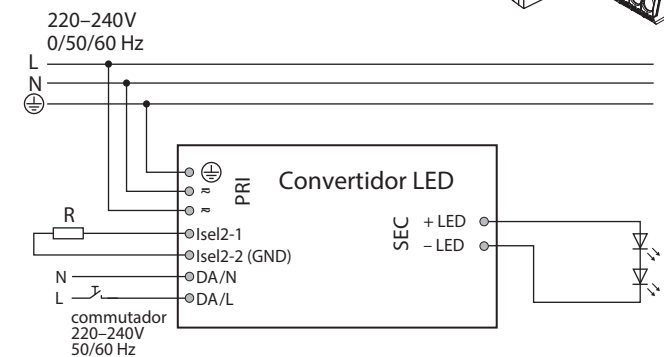 220–240V
0/50/60 Hz
L
N
Convertidor LED
PRI
≂
≂
R
Isel2-1
Isel2-2 (GND)
N
DA/N
L
DA/L
commutador
220–240V
50/60 Hz
SEC
+ LED
– LED